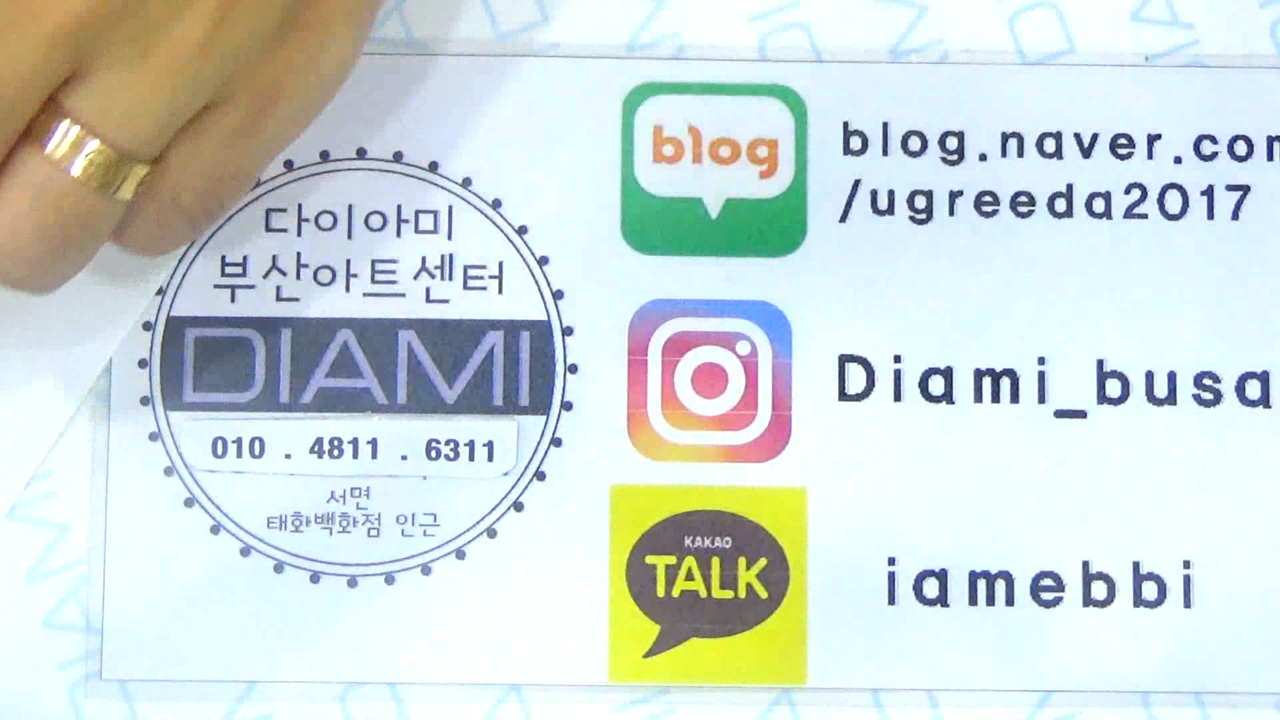 다이아미
부산아트센터
DIAMI
010 . 4811 . 6311
서면
태화백화점 인근
blog
blog.naver.com
/ugreeda2017
Diami_busa
KAKAO
TALK
iamebbi